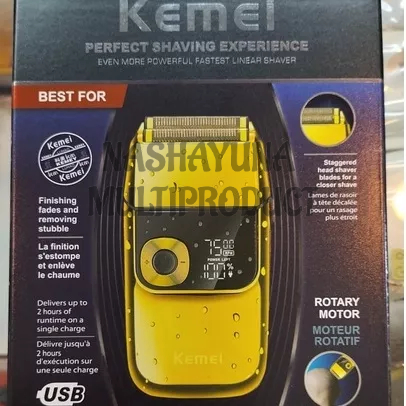 Kemei
PERFECT SHAVING EXPERIENCE
EVEN MORE POWERFUL FASTEST LINEAR SHAVER
BEST FOR
Kemei
Kemei
NASHAYUNA
MULTIPRODUCT
Staggered
head shaver
blades for a
closer shave
Lames de rasoir
à tête décalée
pour un rasage
plus étroit
Finishing
fades and
removing
stubble
La finition
s'estompe
et enlève
le chaume
7500
RPM
POWER LEFT
100%
Delivers up to
2 hours of
runtime on a
single charge
Délivre jusqu'à
2 heures
d'exécution sur
une seule charge
Kemei
ROTARY
MOTOR
MOTEUR
ROTATIF
USB